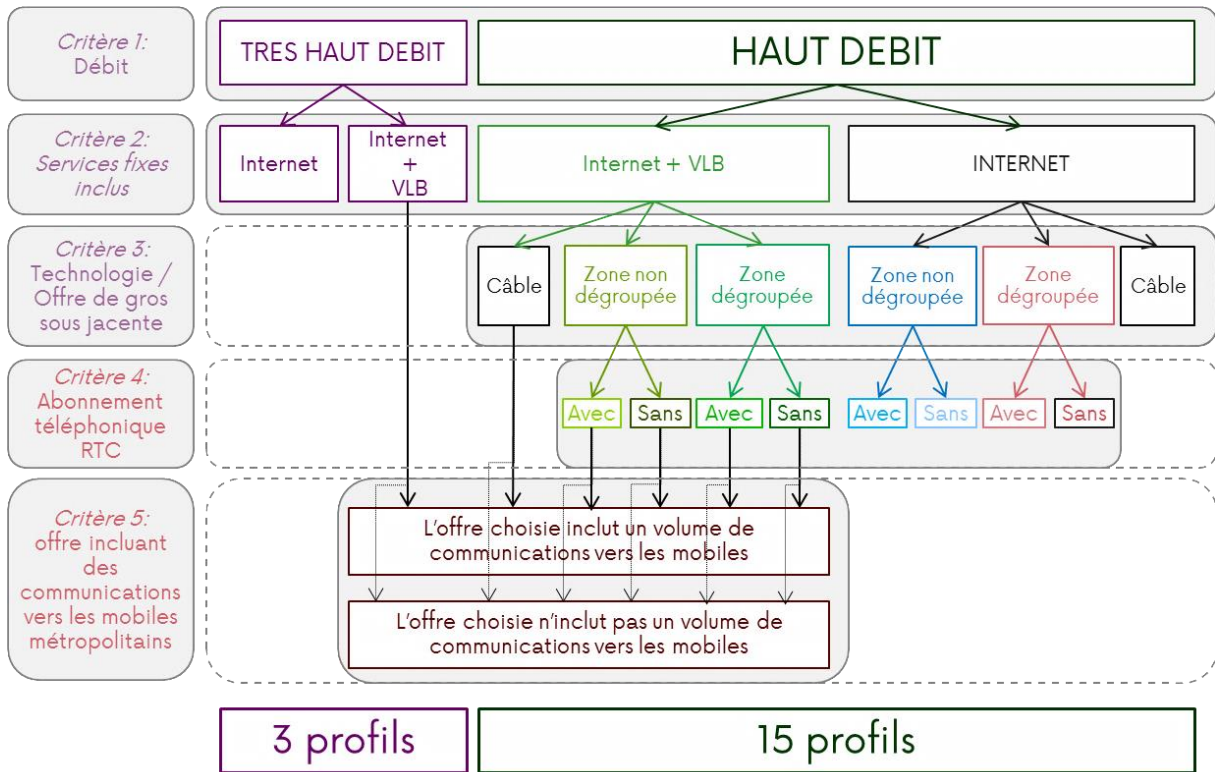 Critère 1:
Débit
TRES HAUT DEBIT
HAUT DEBIT
Critère 2:
Services fixes
inclus
Internet
Internet
+
VLB
Internet + VLB
INTERNET
Critère 3:
Technologie /
Offre de gros
sous jacente
Câble
Zone non
dégroupée
Zone
dégroupée
Zone non
dégroupée
Zone
dégroupée
Câble
Critère 4:
Abonnement
téléphonique
RTC
Avec
Sans
Avec
Sans
Avec
Sans
Avec
Sans
Critère 5:
offre incluant
des
communications
vers les mobiles
métropolitains
L'offre choisie inclut un volume de
communications vers les mobiles
L'offre choisie n'inclut pas un volume de
communications vers les mobiles
3 profils
15 profils